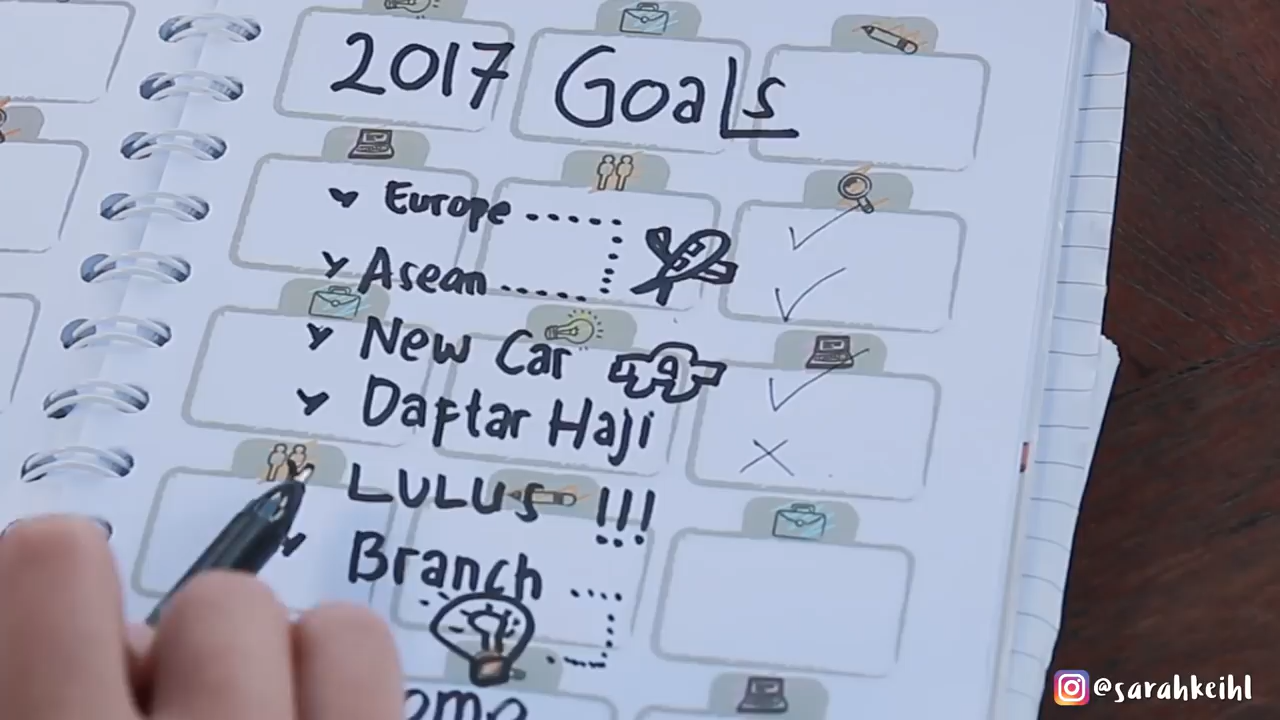 2017 Goals
Europe
Asean
New Car
Daftar Haji
LULUS !!!
Branch
@sarahkeihl